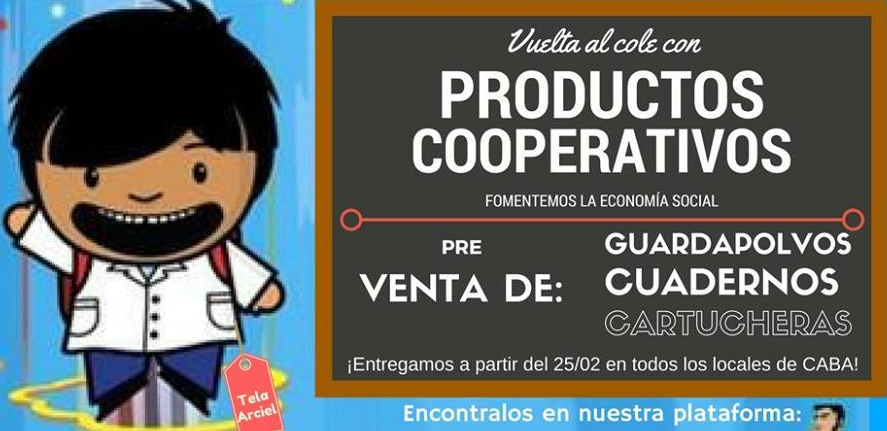 Vuelta al cole con
PRODUCTOS
COOPERATIVOS
FOMENTEMOS LA ECONOMÍA SOCIAL
PRE
VENTA DE:
GUARDAPOLVOS
CUADERNOS
CARTUCHERAS
¡Entregamos a partir del 25/02 en todos los locales de CABA!
Tela
Arciel
Encontralos en nuestra plataforma: